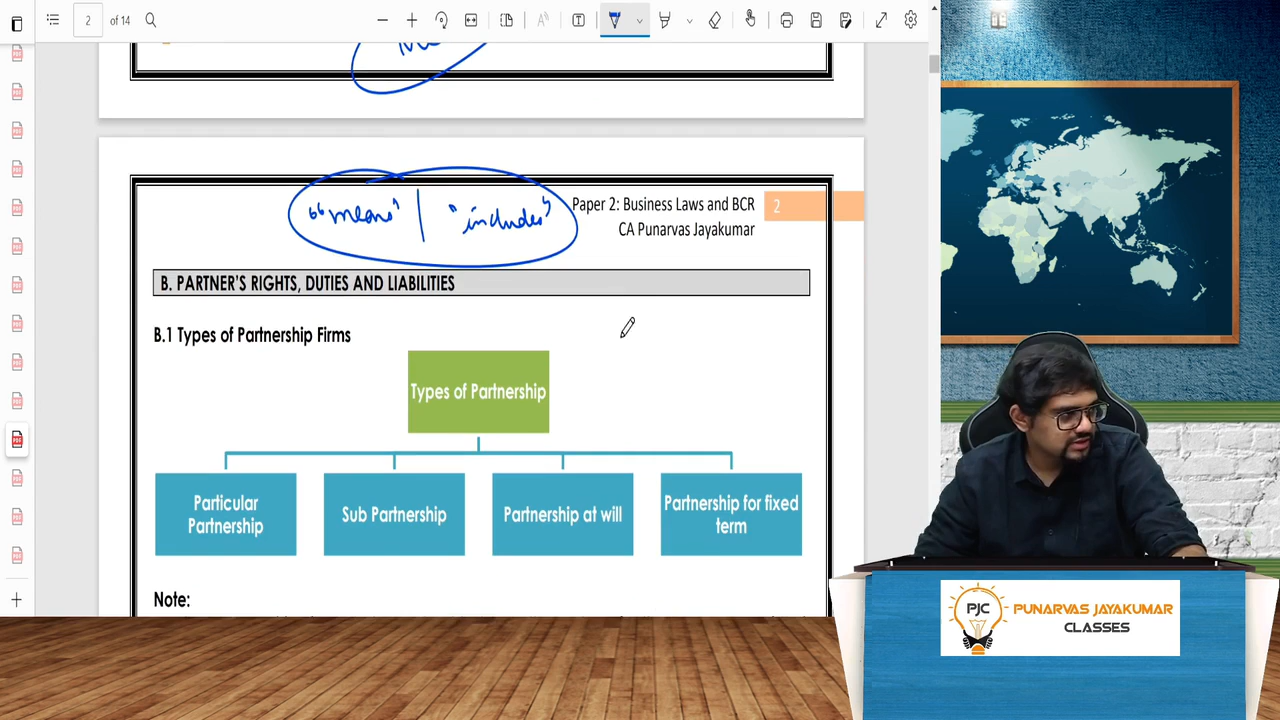 2 of 14
"means" | "includes"
Paper 2: Business Laws and BCR
2
CA Punarvas Jayakumar
B. PARTNER'S RIGHTS, DUTIES AND LIABILITIES
B.1 Types of Partnership Firms
Types of Partnership
Particular
Partnership
Sub Partnership
Partnership at will
Partnership for fixed
term
Note:
PJC
PUNARVAS JAYAKUMAR
CLASSES